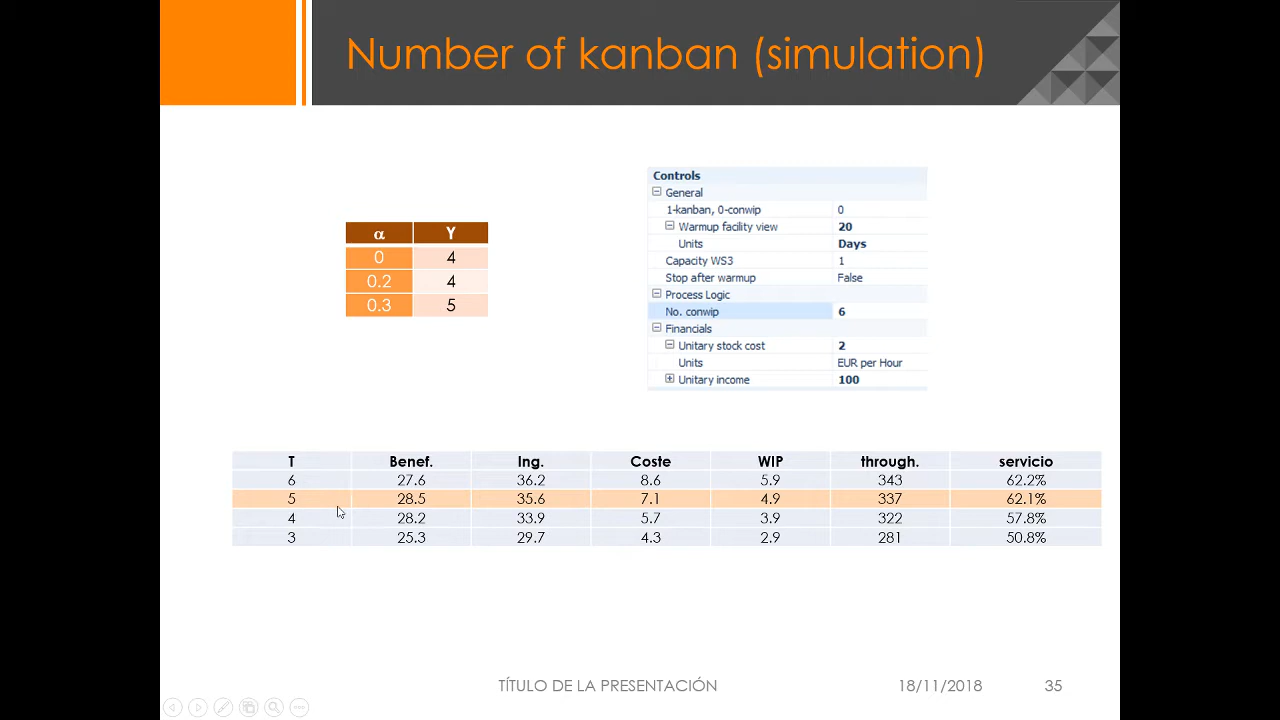 Number of kanban (simulation)
α Y
0 4
0.2 4
0.3 5
Controls
General
1-kanban, 0-conwip 0
Warmup facility view 20
Units Days
Capacity WS3 1
Stop after warmup False
Process Logic
No. conwip 6
Financials
Unitary stock cost 2
Units EUR per Hour
Unitary income 100
T Benef. Ing. Coste WIP through. servicio
6 27.6 36.2 8.6 5.9 343 62.2%
5 28.5 35.6 7.1 4.9 337 62.1%
4 28.2 33.9 5.7 3.9 322 57.8%
3 25.3 29.7 4.3 2.9 281 50.8%
TÍTULO DE LA PRESENTACIÓN 18/11/2018 35